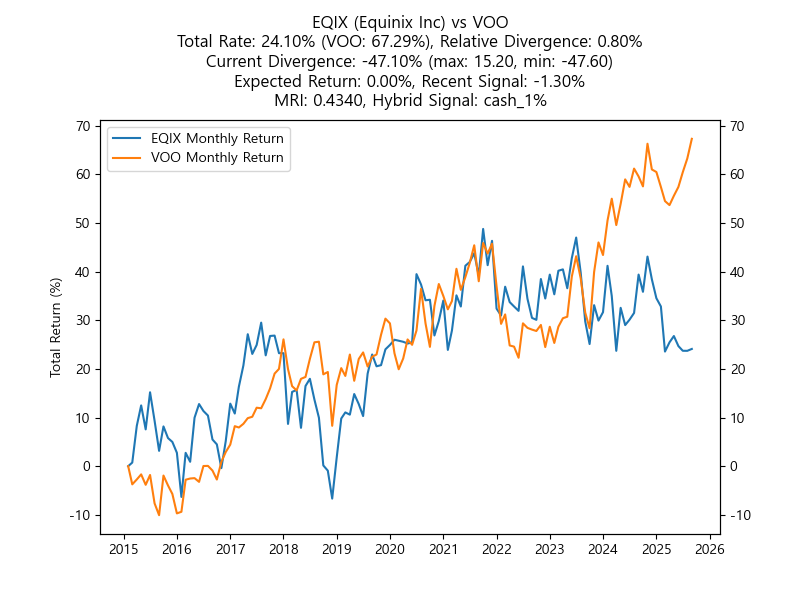 EQIX (Equinix Inc) vs VOO
Total Rate: 24.10% (VOO: 67.29%), Relative Divergence: 0.80%
Current Divergence: -47.10% (max: 15.20, min: -47.60)
Expected Return: 0.00%, Recent Signal: -1.30%
MRI: 0.4340, Hybrid Signal: cash_1%
EQIX Monthly Return
VOO Monthly Return
Total Return (%)
70
60
50
40
30
20
10
0
-10
70
60
50
40
30
20
10
0
-10
2015 2016 2017 2018 2019 2020 2021 2022 2023 2024 2025 2026